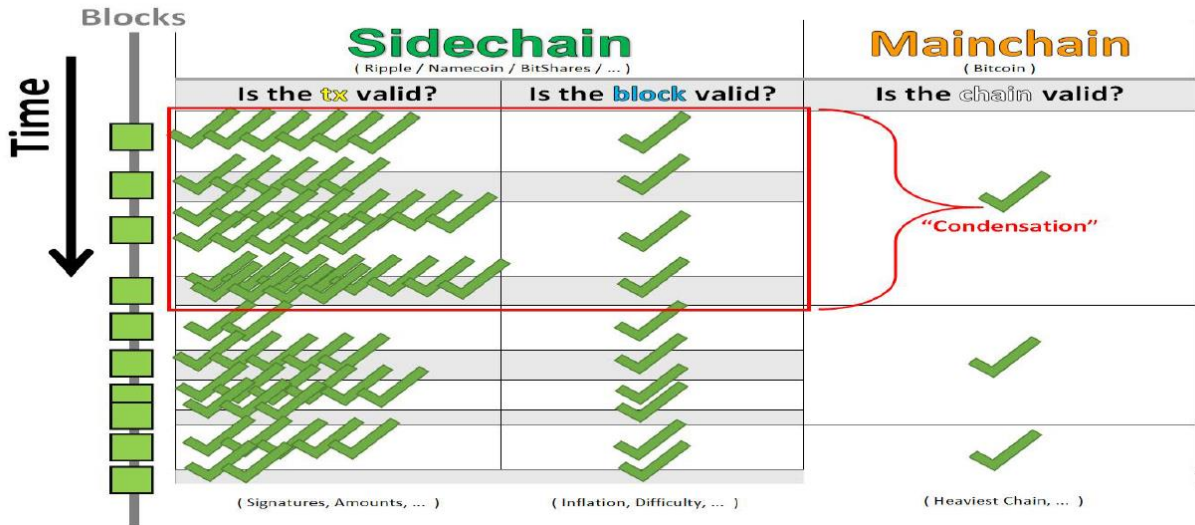 Blocks
Sidechain
Mainchain
( Ripple / Namecoin / BitShares / ... )
( Bitcoin )
Is the tx valid?
Is the block valid?
Is the chain valid?
Time
“Condensation”
( Signatures, Amounts, ... )
( Inflation, Difficulty, ... )
( Heaviest Chain, ... )